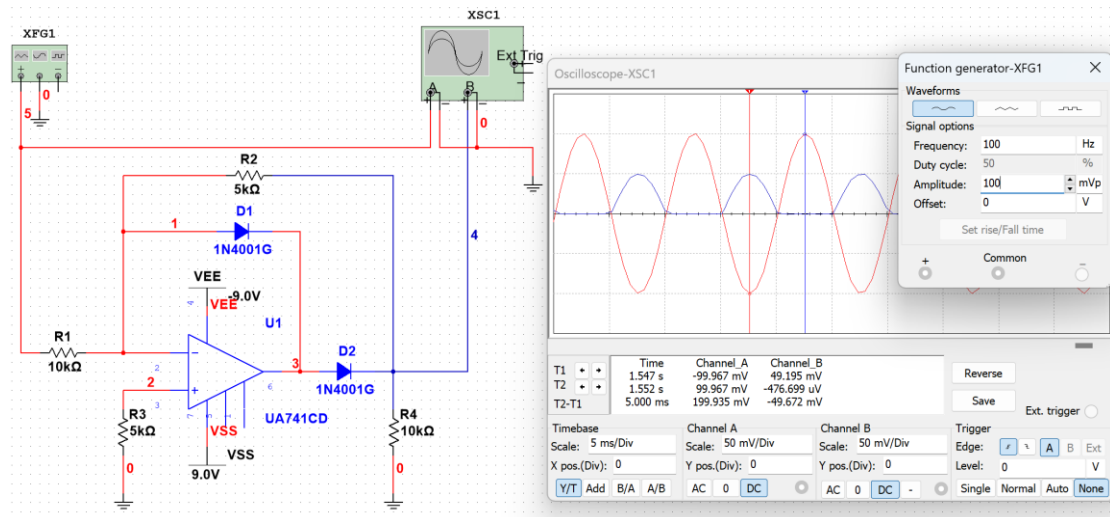 XSC1
XFG1
Ext Trig
+
−
+
−
A
B
+
−
+
−
0
5
0
R2
5kΩ
D1
1
1N4001G
4
VEE
-9.0V
VEE
4
U1
R1
10kΩ
2
3
D2
1N4001G
2
3
6
7
5
1
UA741CD
R3
5kΩ
VSS
VSS
9.0V
R4
10kΩ
0
0
Oscilloscope-XSC1
Time Channel_A Channel_B
T1 1.547 s -99.967 mV 49.195 mV
T2 1.552 s 99.967 mV -476.699 uV
T2-T1 5.000 ms 199.935 mV -49.672 mV
Reverse
Save
Ext. trigger
Timebase Channel A Channel B Trigger
Scale: 5 ms/Div Scale: 50 mV/Div Scale: 50 mV/Div Edge: A B Ext
X pos.(Div): 0 Y pos.(Div): 0 Y pos.(Div): 0 Level: 0 V
Y/T Add B/A A/B AC 0 DC AC 0 DC - Single Normal Auto None
Function generator-XFG1
Waveforms
Signal options
Frequency: 100 Hz
Duty cycle: 50 %
Amplitude: 100 mVp
Offset: 0 V
Set rise/Fall time
+ Common −